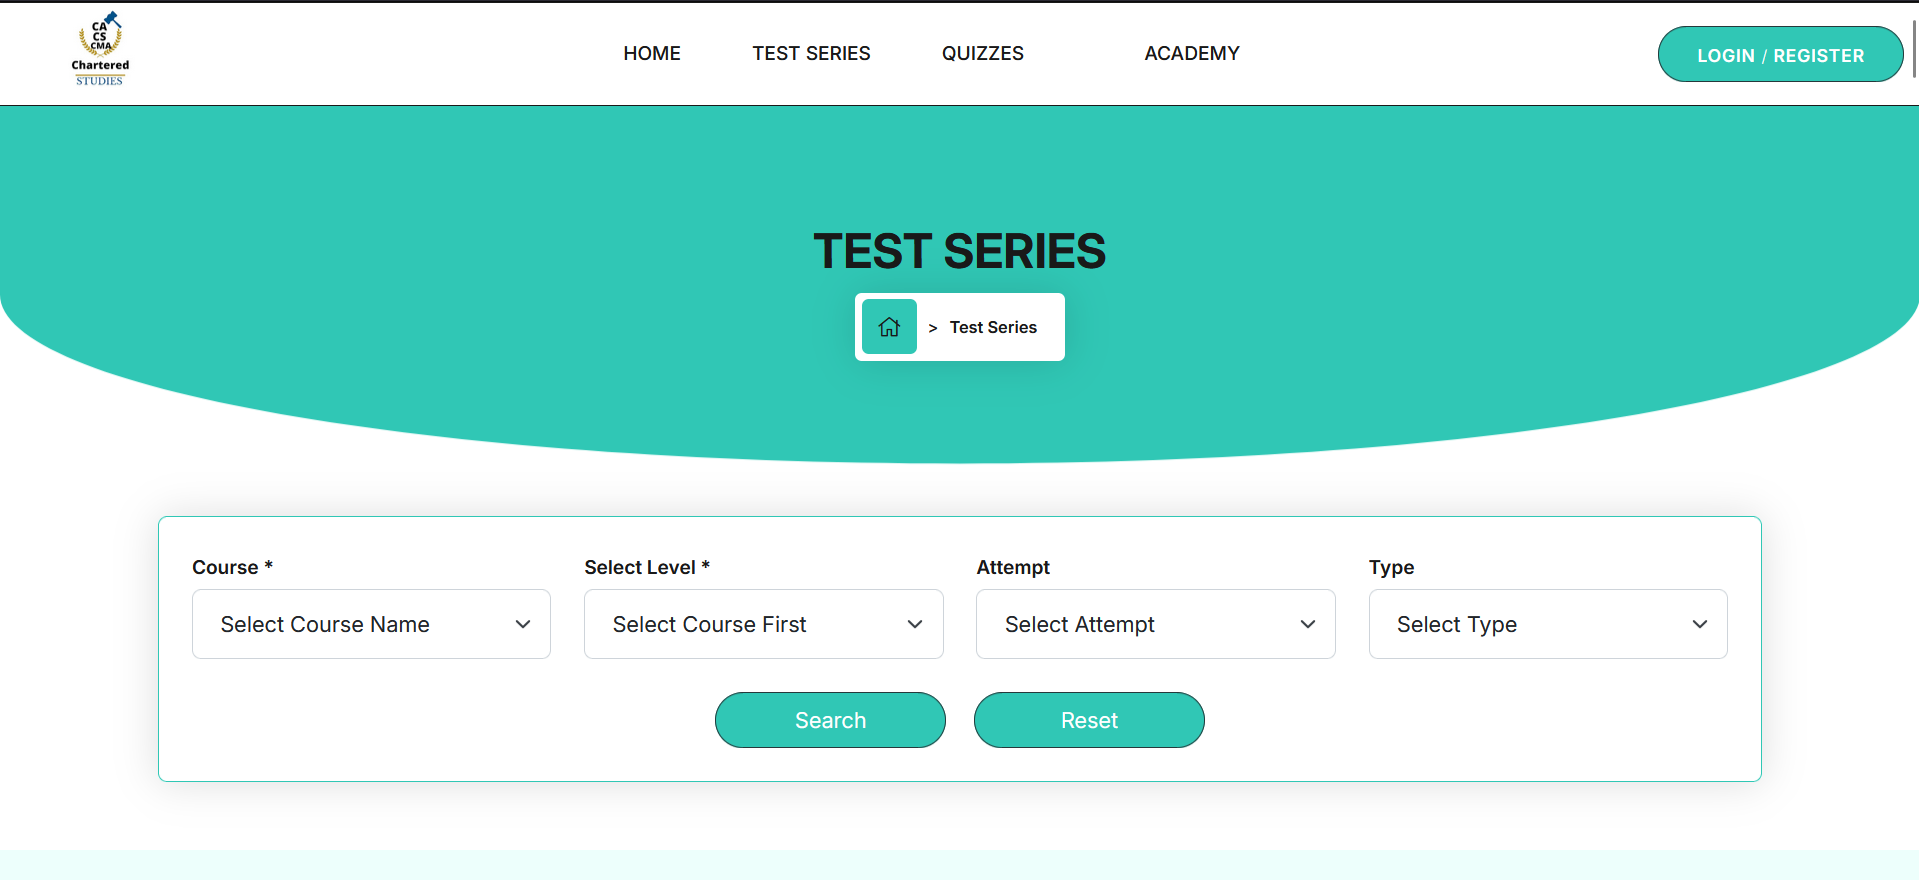 CA
CS
CMA
Chartered
STUDIES
HOME
TEST SERIES
QUIZZES
ACADEMY
LOGIN / REGISTER
TEST SERIES
> Test Series
Course *
Select Level *
Attempt
Type
Select Course Name
Select Course First
Select Attempt
Select Type
Search
Reset